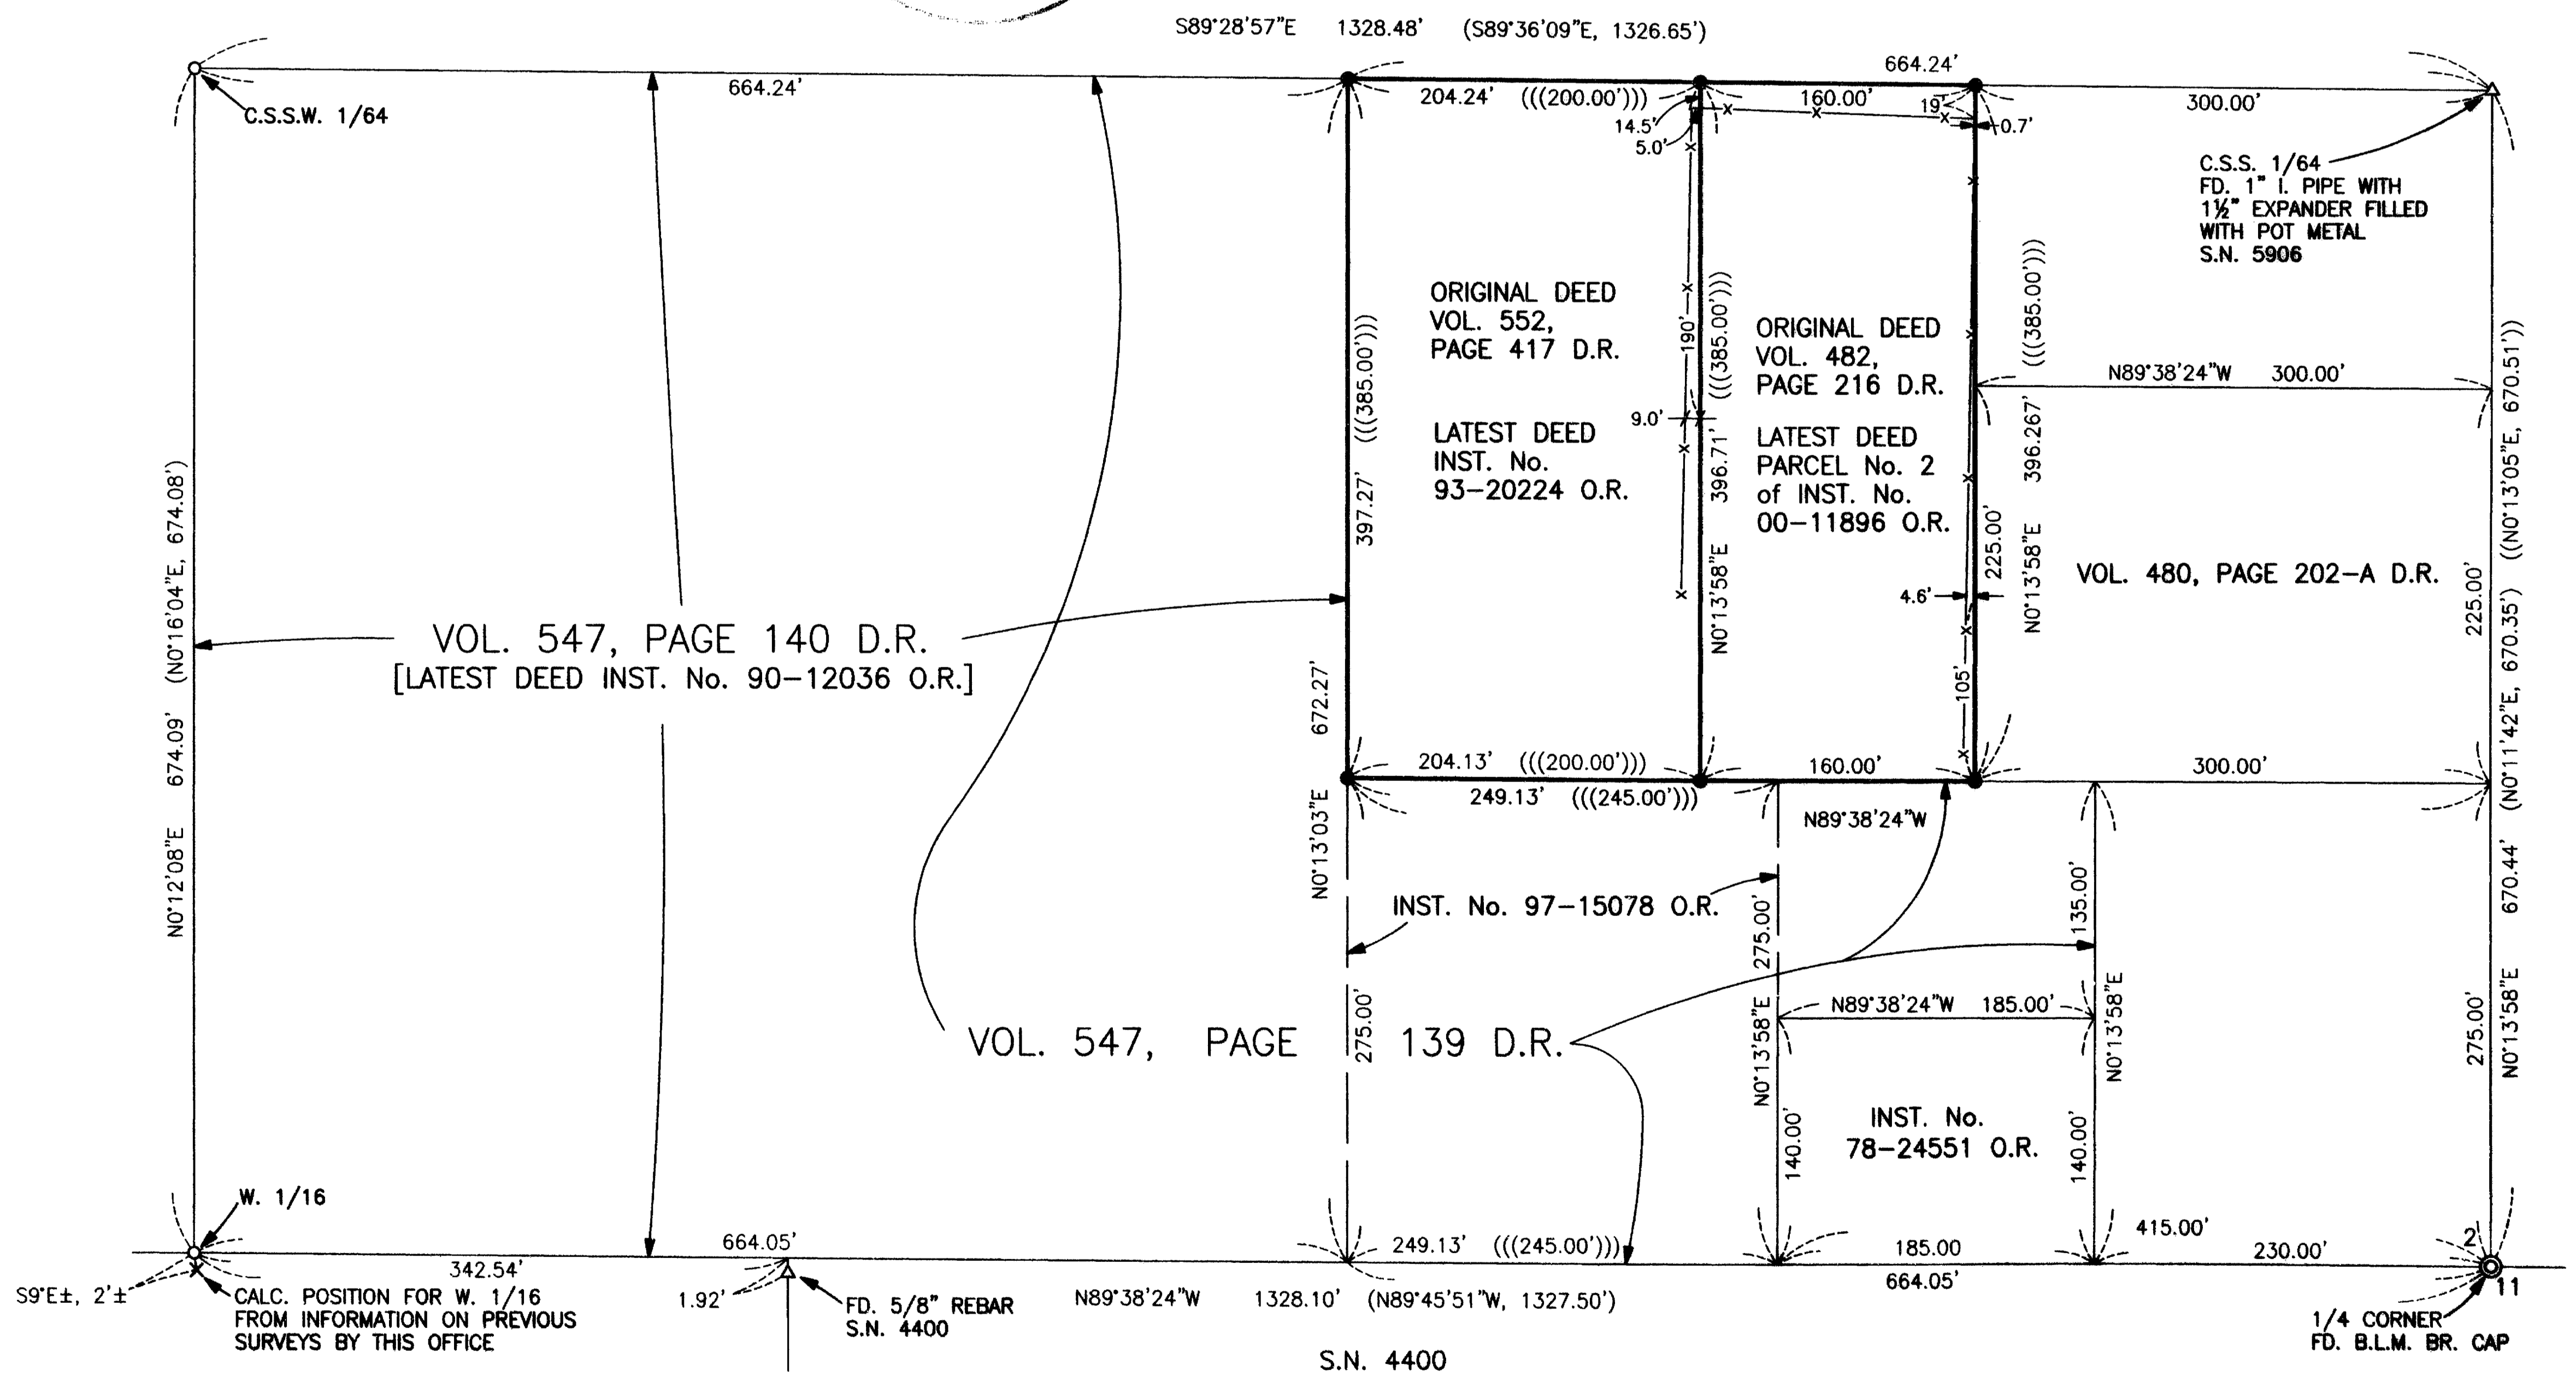 S89°28'57"E 1328.48' (S89°36'09"E, 1326.65')
664.24'
664.24'
204.24' (((200.00')))
160.00'
19'
300.00'
14.5'
5.0'
0.7'
C.S.S.W. 1/64
C.S.S. 1/64
FD. 1" I. PIPE WITH
1½" EXPANDER FILLED
WITH POT METAL
S.N. 5906
ORIGINAL DEED
VOL. 552,
PAGE 417 D.R.
LATEST DEED
INST. No.
93-20224 O.R.
397.27' (((385.00')))
190'
9.0'
N0°13'58"E 396.71' (((385.00')))
ORIGINAL DEED
VOL. 482,
PAGE 216 D.R.
LATEST DEED
PARCEL No. 2
of INST. No.
00-11896 O.R.
225.00'
4.6'
105'
N0°13'58"E 396.267' (((385.00')))
N89°38'24"W 300.00'
VOL. 480, PAGE 202-A D.R.
225.00'
N0°13'58"E 670.44' (N0°11'42"E, 670.35') ((N0°13'05"E, 670.51'))
N0°12'08"E 674.09' (N0°16'04"E, 674.08')
VOL. 547, PAGE 140 D.R.
[LATEST DEED INST. No. 90-12036 O.R.]
N0°13'03"E 672.27'
204.13' (((200.00')))
160.00'
300.00'
249.13' (((245.00')))
N89°38'24"W
INST. No. 97-15078 O.R.
275.00'
N0°13'58"E 275.00'
135.00'
N89°38'24"W 185.00'
N0°13'58"E
275.00'
VOL. 547, PAGE 139 D.R.
INST. No.
78-24551 O.R.
140.00'
140.00'
W. 1/16
664.05'
342.54'
249.13' (((245.00')))
185.00
415.00'
230.00'
664.05'
2
11
S9°E±, 2'±
CALC. POSITION FOR W. 1/16
FROM INFORMATION ON PREVIOUS
SURVEYS BY THIS OFFICE
1.92'
FD. 5/8" REBAR
S.N. 4400
N89°38'24"W 1328.10' (N89°45'51"W, 1327.50')
S.N. 4400
1/4 CORNER
FD. B.L.M. BR. CAP